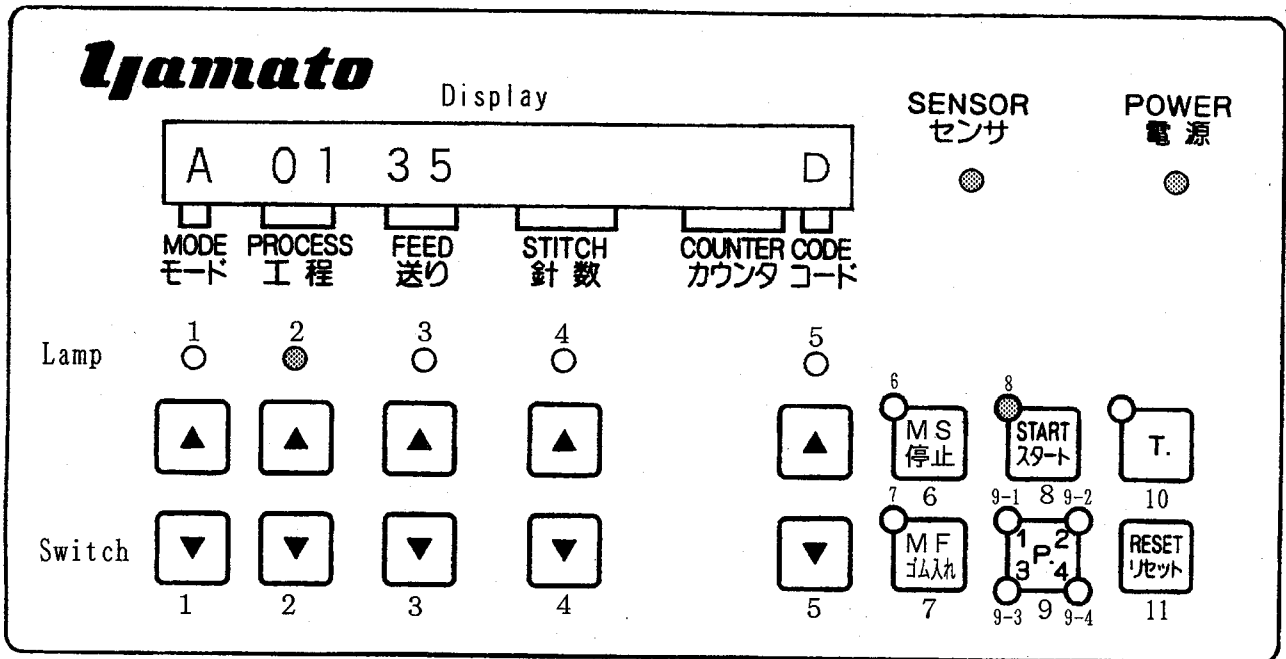 yamato
Display
SENSOR
センサ
POWER
電源
A 01 35 D
MODE PROCESS FEED STITCH COUNTER CODE
モード 工程 送り 針数 カウンタ コード
1 2 3 4 5
Lamp
6 8
MS
停止
START
スタート
T.
7 6 9-1 8 9-2 10
Switch
MF
ゴム入れ
1 2
P.
3 4
RESET
リセット
1 2 3 4 5 7 9-3 9 9-4 11